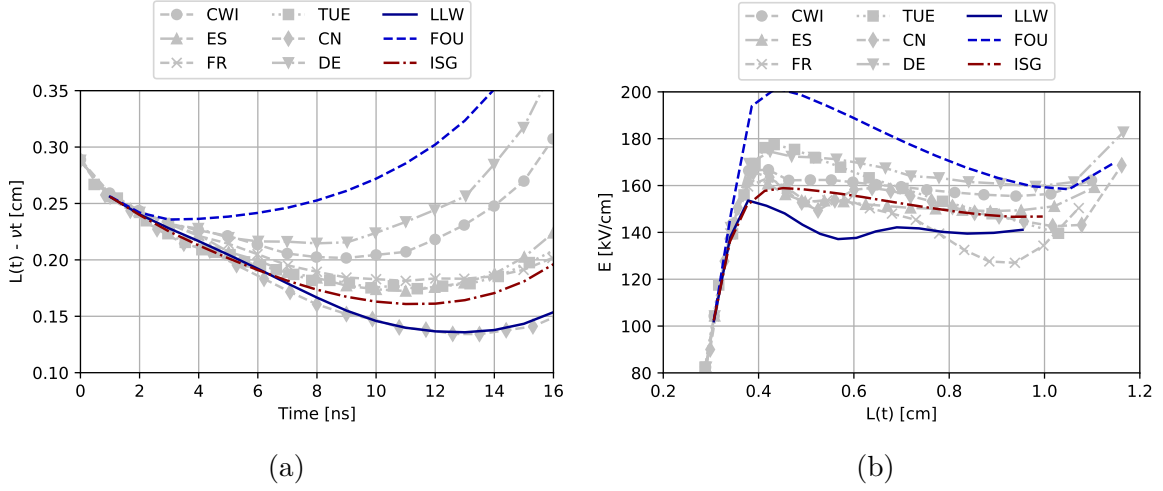 CWI TUE LLW
ES CN FOU
FR DE ISG
0.35
0.30
0.25
0.20
0.15
0.10
L(t) - νt [cm]
0 2 4 6 8 10 12 14 16
Time [ns]
(a)
CWI TUE LLW
ES CN FOU
FR DE ISG
200
180
160
140
120
100
80
E [kV/cm]
0.2 0.4 0.6 0.8 1.0 1.2
L(t) [cm]
(b)